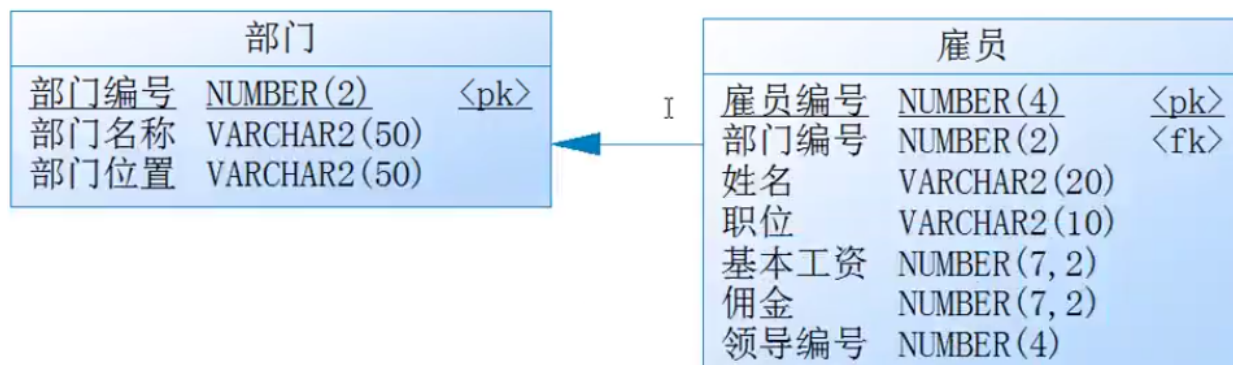 部门
部门编号 NUMBER(2) <pk>
部门名称 VARCHAR2(50)
部门位置 VARCHAR2(50)
雇员
雇员编号 NUMBER(4) <pk>
部门编号 NUMBER(2) <fk>
姓名 VARCHAR2(20)
职位 VARCHAR2(10)
基本工资 NUMBER(7,2)
佣金 NUMBER(7,2)
领导编号 NUMBER(4)